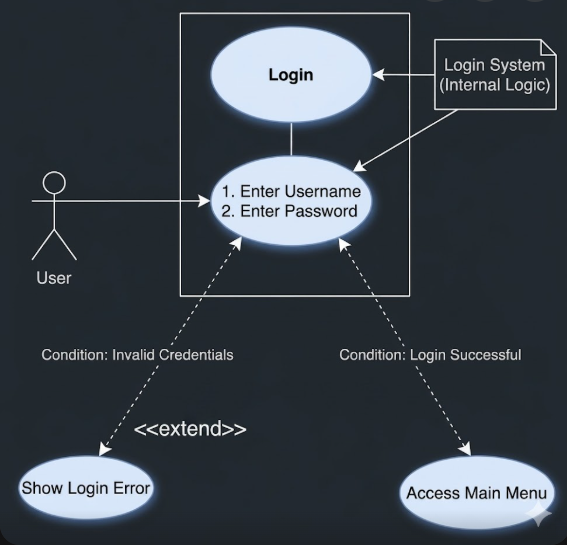 Login
Login System
(Internal Logic)
1. Enter Username
2. Enter Password
User
Condition: Invalid Credentials
Condition: Login Successful
<<extend>>
Show Login Error
Access Main Menu